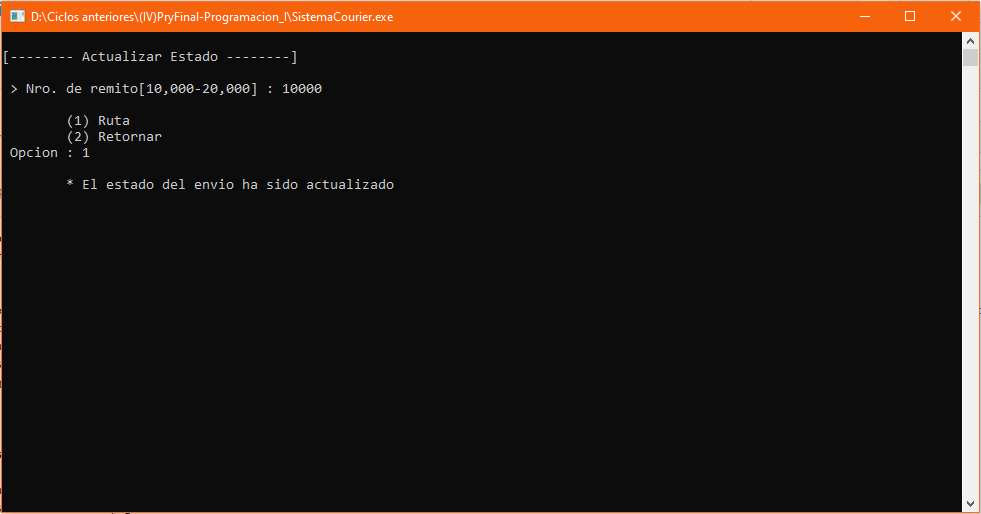 D:\Ciclos anteriores\(IV)PryFinal-Programacion_I\SistemaCourier.exe
[-------- Actualizar Estado --------]
> Nro. de remito[10,000-20,000] : 10000
(1) Ruta
(2) Retornar
Opcion : 1
* El estado del envio ha sido actualizado